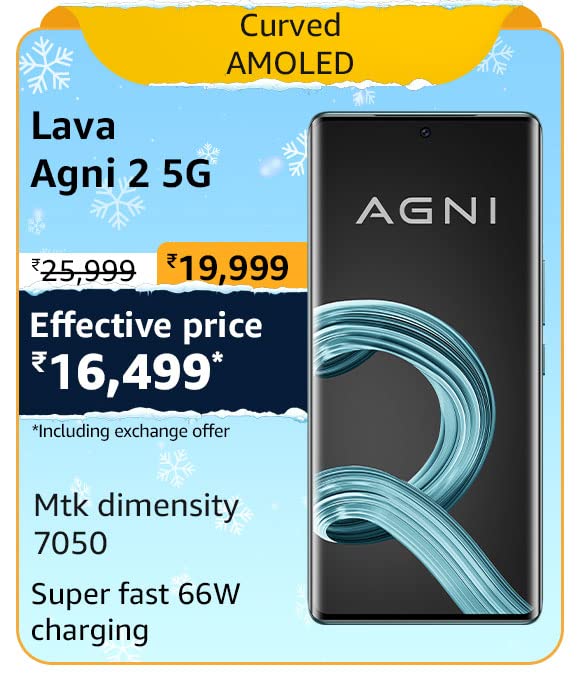 Curved
AMOLED
Lava
Agni 2 5G
AGNI
₹25,999 ₹19,999
Effective price
₹16,499*
*Including exchange offer
Mtk dimensity
7050
Super fast 66W
charging